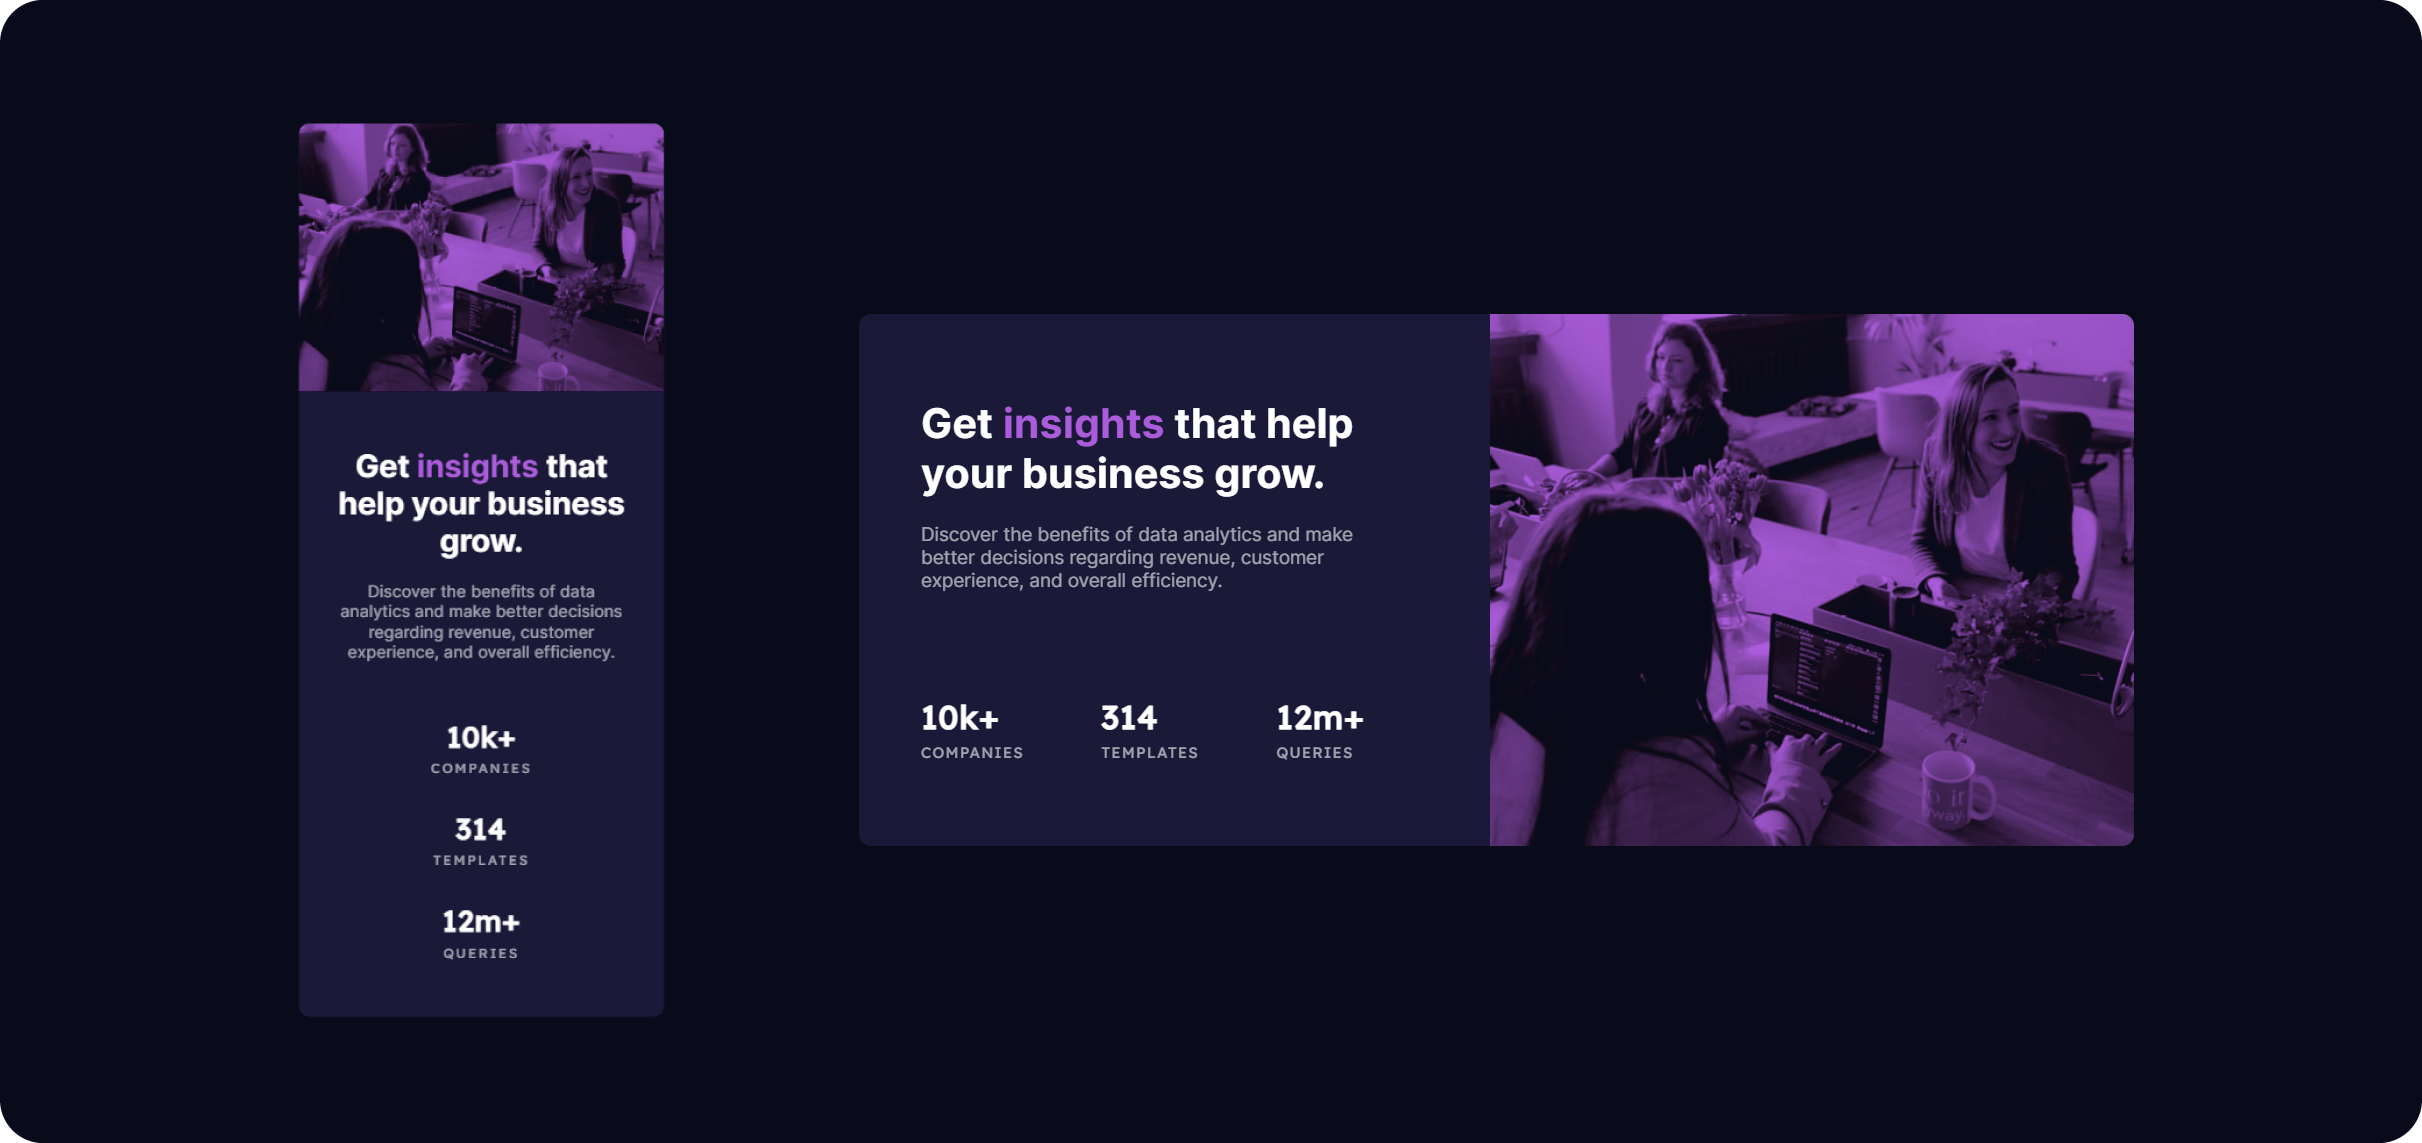 Get insights that
help your business
grow.
Discover the benefits of data
analytics and make better decisions
regarding revenue, customer
experience, and overall efficiency.
10k+
COMPANIES
314
TEMPLATES
12m+
QUERIES
Get insights that help
your business grow.
Discover the benefits of data analytics and make
better decisions regarding revenue, customer
experience, and overall efficiency.
10k+
314
12m+
COMPANIES
TEMPLATES
QUERIES